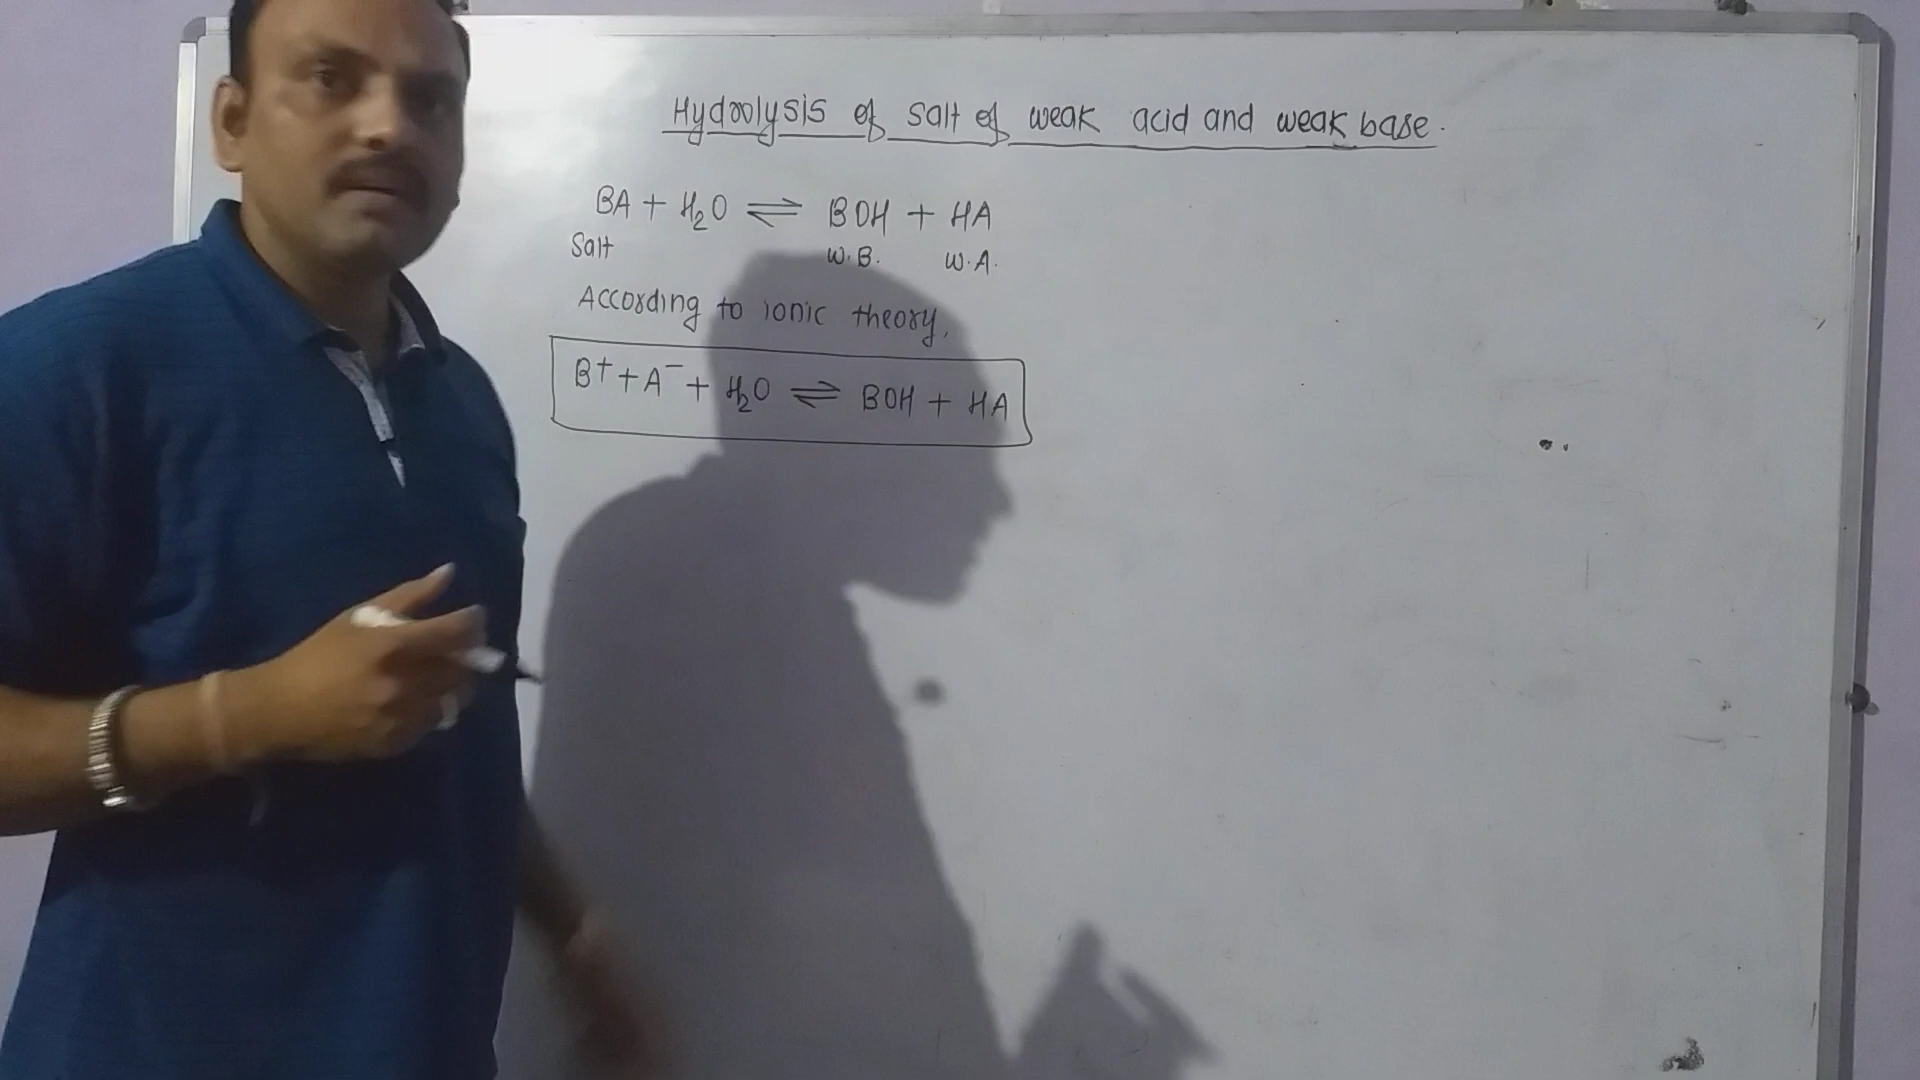 Hydrolysis of salt of weak acid and weak base.
BA + H₂O ⇌ BOH + HA
Salt W.B. W.A.
According to ionic theory,
B⁺ + A⁻ + H₂O ⇌ BOH + HA